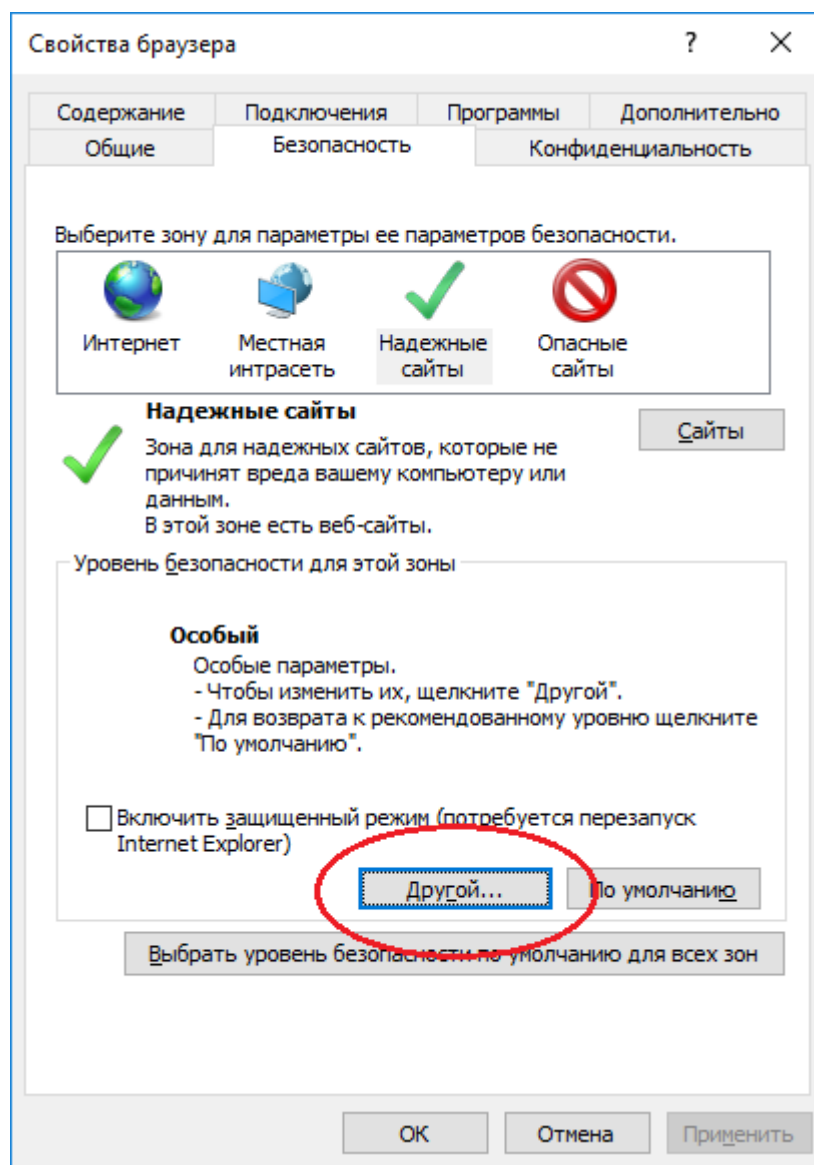 Свойства браузера ?
Содержание Подключения Программы Дополнительно
Общие Безопасность Конфиденциальность
Выберите зону для параметры ее параметров безопасности.
Интернет Местная интрасеть Надежные сайты Опасные сайты
Надежные сайты
Сайты
Зона для надежных сайтов, которые не
причинят вреда вашему компьютеру или
данным.
В этой зоне есть веб-сайты.
Уровень безопасности для этой зоны
Особый
Особые параметры.
- Чтобы изменить их, щелкните "Другой".
- Для возврата к рекомендованному уровню щелкните
"По умолчанию".
Включить защищенный режим (потребуется перезапуск
Internet Explorer)
Другой... По умолчанию
Выбрать уровень безопасности по умолчанию для всех зон
ОК Отмена Применить